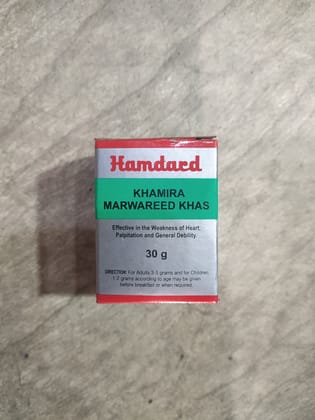 Hamdard
KHAMIRA
MARWAREED KHAS
Effective in the Weakness of Heart,
Palpitation and General Debility
30 g
DIRECTION: For Adults 3-5 grams and for Children,
1-2 grams according to age may be given
before breakfast or when required.